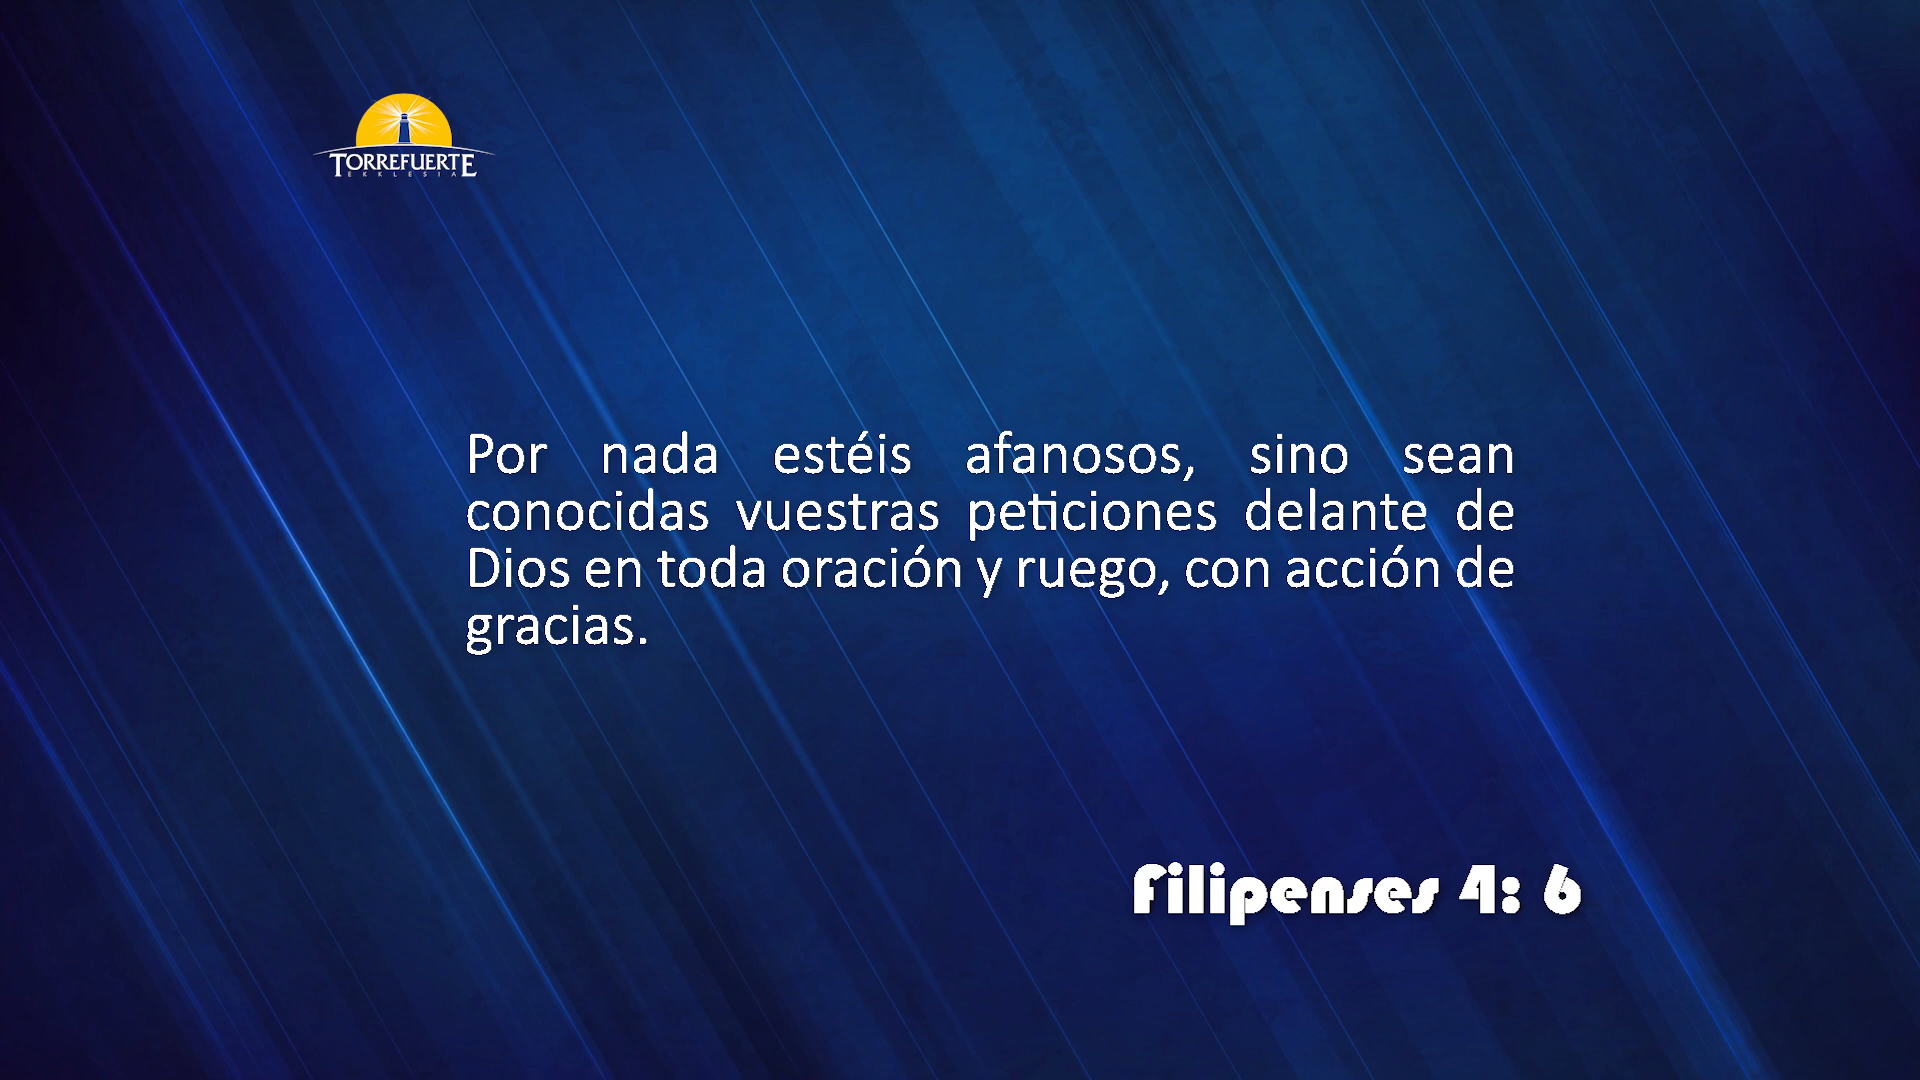 TORREFUERTE
EKKLESIA
Por nada estéis afanosos, sino sean
conocidas vuestras peticiones delante de
Dios en toda oración y ruego, con acción de
gracias.
Filipenses 4: 6